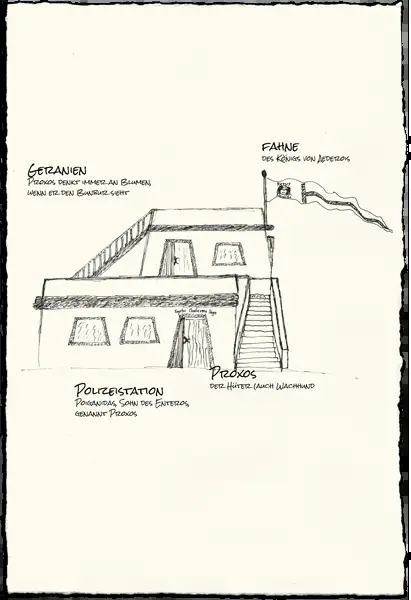 Fahne
des Königs von Aederos
Geranien
Proxos denkt immer an Blumen,
wenn er den Bunbur sieht
Proxos
der Hüter (auch Wachhund
Polizeistation
Poiganidas, Sohn des Enteros,
genannt Proxos